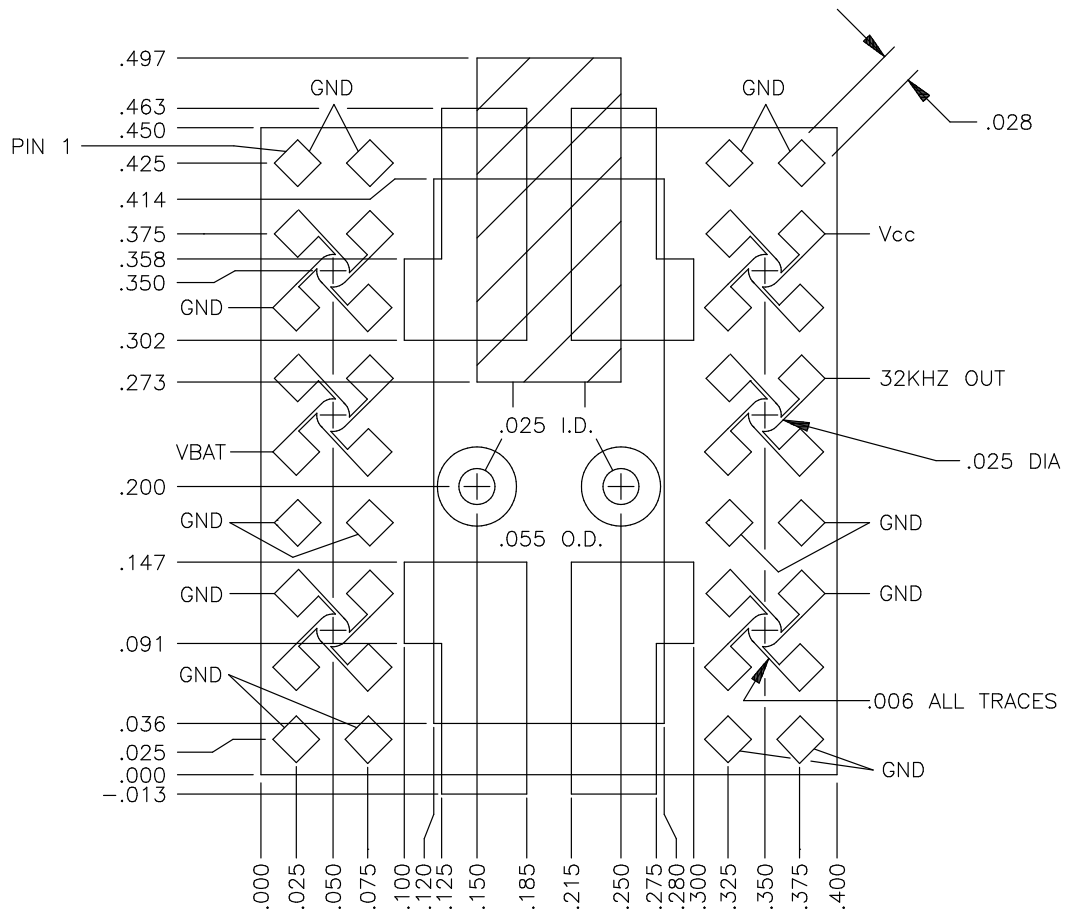 .497
.463
.450
.425
.414
.375
.358
.350
.302
.273
.200
.147
.091
.036
.025
.000
-.013
PIN 1
GND
GND
.028
Vcc
GND
32KHZ OUT
VBAT
.025 I.D.
.025 DIA
GND
.055 O.D.
GND
GND
GND
GND
.006 ALL TRACES
GND
.000
.025
.050
.075
.100
.120
.125
.150
.185
.215
.250
.275
.280
.300
.325
.350
.375
.400